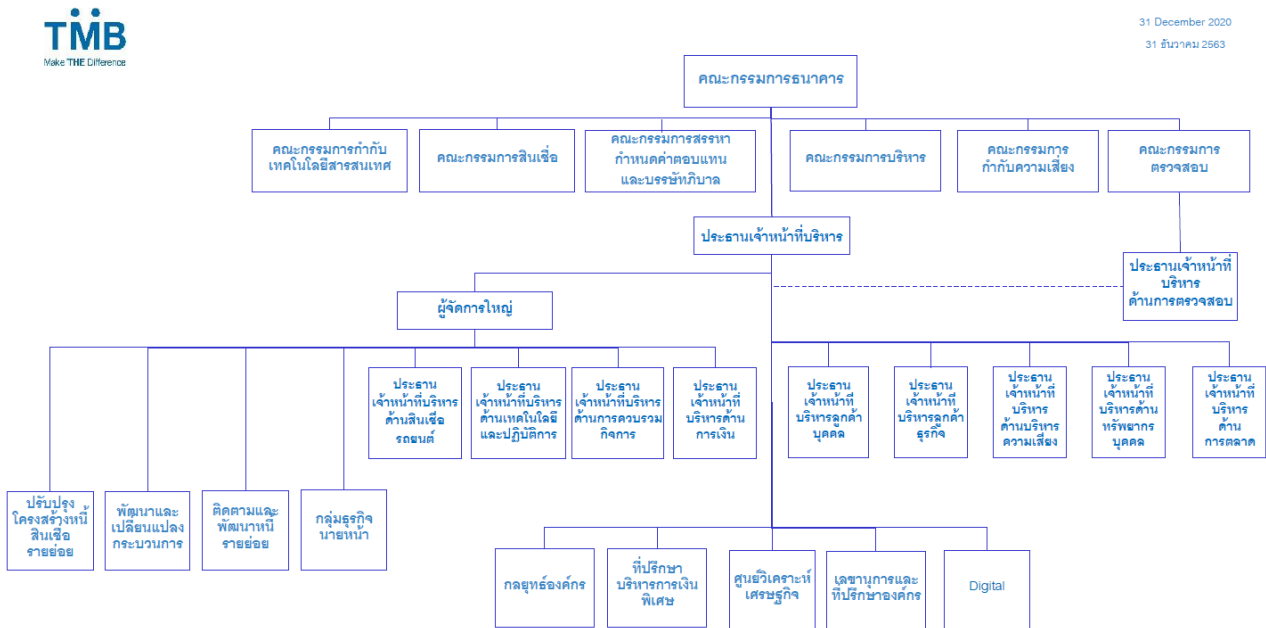 TMB
Make THE Difference
31 December 2020
31 ธันวาคม 2563
คณะกรรมการธนาคาร
คณะกรรมการกำกับ
เทคโนโลยีสารสนเทศ
คณะกรรมการสินเชื่อ
คณะกรรมการสรรหา
กำหนดค่าตอบแทน
และบรรษัทภิบาล
คณะกรรมการบริหาร
คณะกรรมการ
กำกับความเสี่ยง
คณะกรรมการ
ตรวจสอบ
ประธานเจ้าหน้าที่บริหาร
ประธานเจ้าหน้าที่
บริหาร
ด้านการตรวจสอบ
ผู้จัดการใหญ่
ประธาน
เจ้าหน้าที่บริหาร
ด้านสินเชื่อ
รถยนต์
ประธาน
เจ้าหน้าที่บริหาร
ด้านเทคโนโลยี
และปฏิบัติการ
ประธาน
เจ้าหน้าที่บริหาร
ด้านการควบรวม
กิจการ
ประธาน
เจ้าหน้าที่
บริหารด้าน
การเงิน
ประธาน
เจ้าหน้าที่
บริหารลูกค้า
บุคคล
ประธาน
เจ้าหน้าที่
บริหารลูกค้า
ธุรกิจ
ประธาน
เจ้าหน้าที่
บริหาร
ด้านบริหาร
ความเสี่ยง
ประธาน
เจ้าหน้าที่
บริหารด้าน
ทรัพยากร
บุคคล
ประธาน
เจ้าหน้าที่
บริหาร
ด้าน
การตลาด
ปรับปรุง
โครงสร้างหนี้
สินเชื่อ
รายย่อย
พัฒนาและ
เปลี่ยนแปลง
กระบวนการ
ติดตามและ
พัฒนาหนี้
รายย่อย
กลุ่มธุรกิจ
นายหน้า
กลยุทธ์องค์กร
ที่ปรึกษา
บริหารการเงิน
พิเศษ
ศูนย์วิเคราะห์
เศรษฐกิจ
เลขานุการและ
ที่ปรึกษาองค์กร
Digital